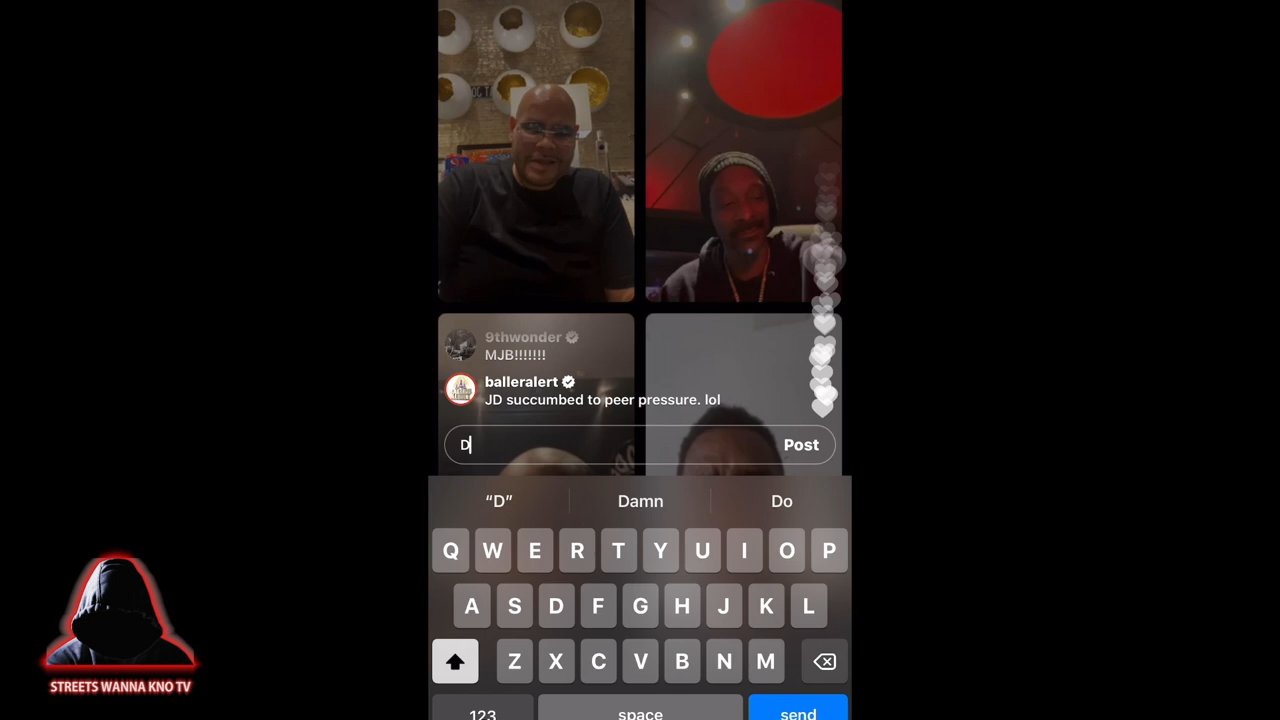 9thwonder
MJB!!!!!!!
balleralert
JD succumbed to peer pressure. lol
D
Post
“D” Damn Do
Q W E R T Y U I O P
A S D F G H J K L
Z X C V B N M
123 space send
STREETS WANNA KNO TV